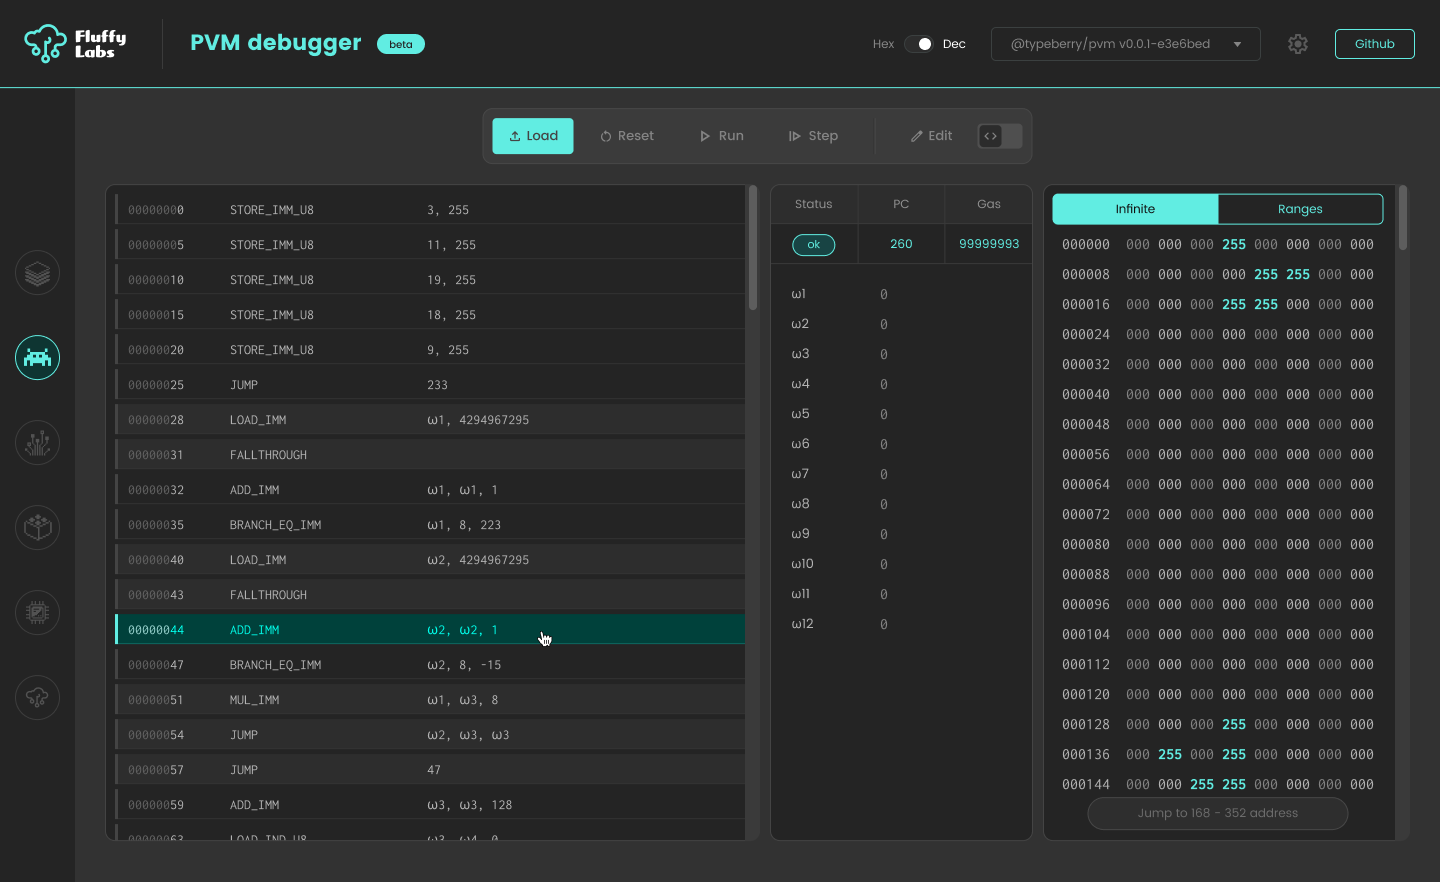 Fluffy Labs
PVM debugger beta
Hex Dec
@typeberry/pvm v0.0.1-e3e6bed
Github
Load Reset Run Step Edit
00000000 STORE_IMM_U8 3, 255
00000005 STORE_IMM_U8 11, 255
00000010 STORE_IMM_U8 19, 255
00000015 STORE_IMM_U8 18, 255
00000020 STORE_IMM_U8 9, 255
00000025 JUMP 233
00000028 LOAD_IMM ω1, 4294967295
00000031 FALLTHROUGH
00000032 ADD_IMM ω1, ω1, 1
00000035 BRANCH_EQ_IMM ω1, 8, 223
00000040 LOAD_IMM ω2, 4294967295
00000043 FALLTHROUGH
00000044 ADD_IMM ω2, ω2, 1
00000047 BRANCH_EQ_IMM ω2, 8, -15
00000051 MUL_IMM ω1, ω3, 8
00000054 JUMP ω2, ω3, ω3
00000057 JUMP 47
00000059 ADD_IMM ω3, ω3, 128
00000063 LOAD_IND_U8 ω3, ω4, 0
Status PC Gas
ok 260 99999993
ω1 0
ω2 0
ω3 0
ω4 0
ω5 0
ω6 0
ω7 0
ω8 0
ω9 0
ω10 0
ω11 0
ω12 0
Infinite Ranges
000000 000 000 000 255 000 000 000 000
000008 000 000 000 000 255 255 000 000
000016 000 000 000 255 255 000 000 000
000024 000 000 000 000 000 000 000 000
000032 000 000 000 000 000 000 000 000
000040 000 000 000 000 000 000 000 000
000048 000 000 000 000 000 000 000 000
000056 000 000 000 000 000 000 000 000
000064 000 000 000 000 000 000 000 000
000072 000 000 000 000 000 000 000 000
000080 000 000 000 000 000 000 000 000
000088 000 000 000 000 000 000 000 000
000096 000 000 000 000 000 000 000 000
000104 000 000 000 000 000 000 000 000
000112 000 000 000 000 000 000 000 000
000120 000 000 000 000 000 000 000 000
000128 000 000 000 255 000 000 000 000
000136 000 255 000 255 000 000 000 000
000144 000 000 255 255 000 000 000 000
Jump to 168 - 352 address